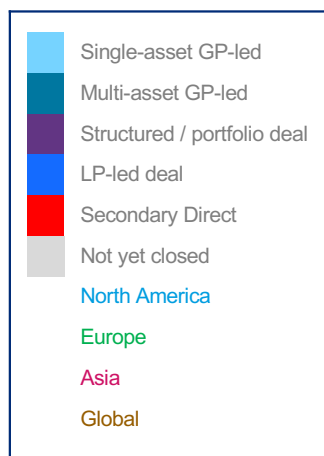 Single-asset GP-led
Multi-asset GP-led
Structured / portfolio deal
LP-led deal
Secondary Direct
Not yet closed
North America
Europe
Asia
Global